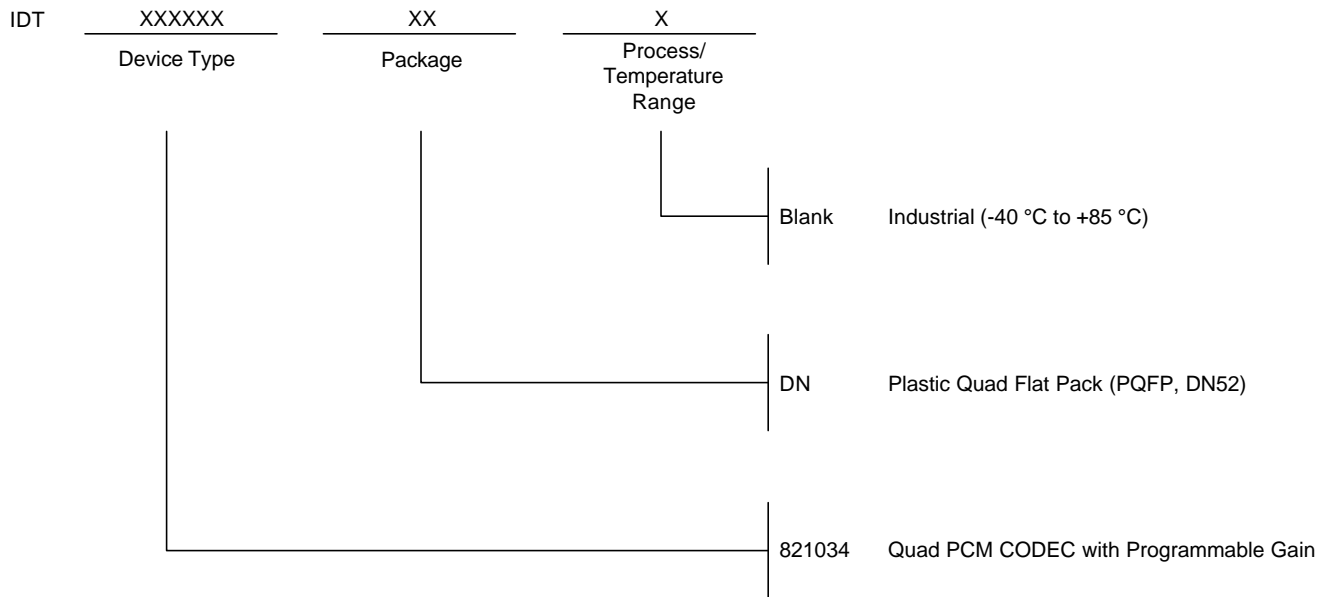 IDT XXXXXX XX X
Device Type Package Process/
Temperature
Range
Blank Industrial (-40 °C to +85 °C)
DN Plastic Quad Flat Pack (PQFP, DN52)
821034 Quad PCM CODEC with Programmable Gain